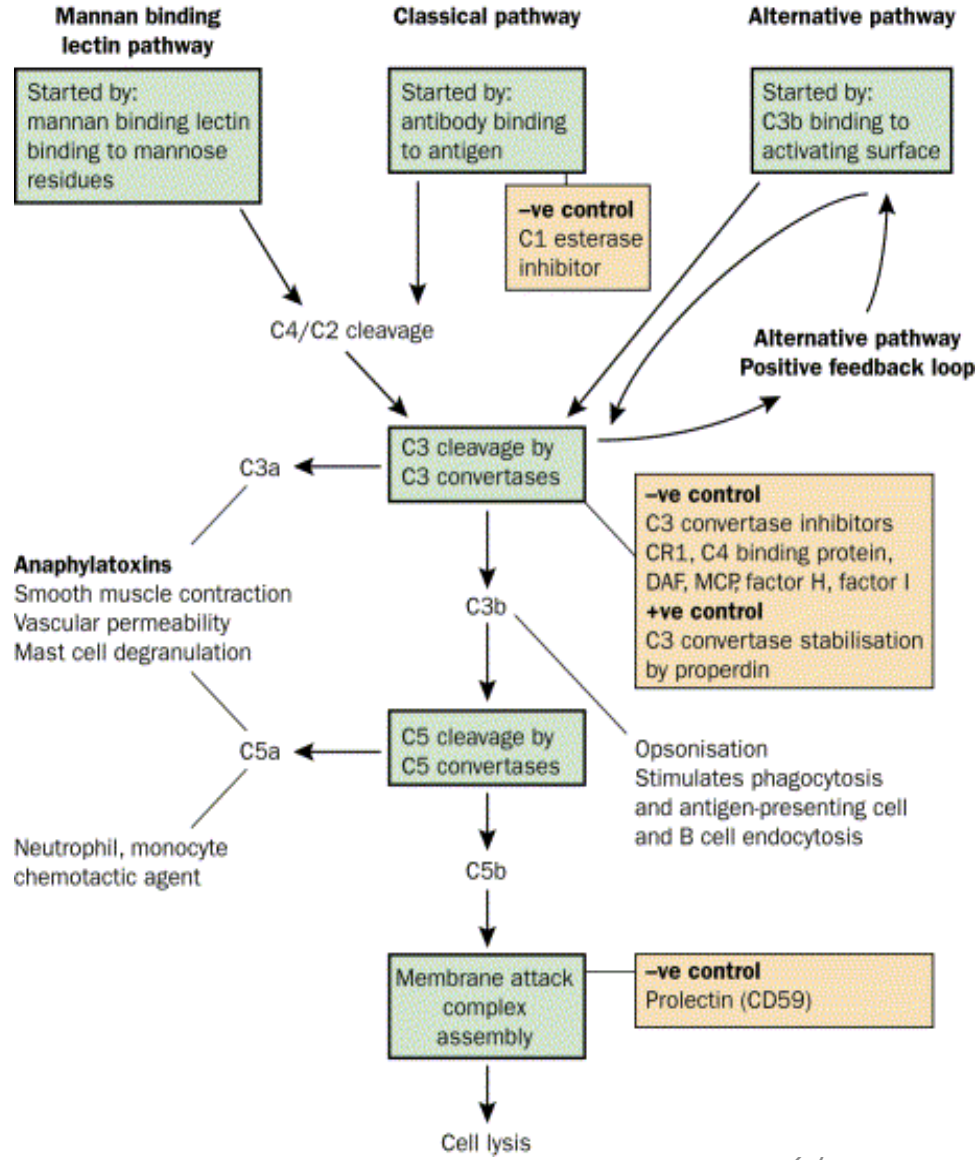 Mannan binding
lectin pathway
Classical pathway
Alternative pathway
Started by:
mannan binding lectin
binding to mannose
residues
Started by:
antibody binding
to antigen
Started by:
C3b binding to
activating surface
–ve control
C1 esterase
inhibitor
C4/C2 cleavage
Alternative pathway
Positive feedback loop
C3 cleavage by
C3 convertases
C3a
–ve control
C3 convertase inhibitors
CR1, C4 binding protein,
DAF, MCP, factor H, factor I
+ve control
C3 convertase stabilisation
by properdin
Anaphylatoxins
Smooth muscle contraction
Vascular permeability
Mast cell degranulation
C3b
C5 cleavage by
C5 convertases
C5a
Opsonisation
Stimulates phagocytosis
and antigen-presenting cell
and B cell endocytosis
Neutrophil, monocyte
chemotactic agent
C5b
Membrane attack
complex
assembly
–ve control
Prolectin (CD59)
Cell lysis